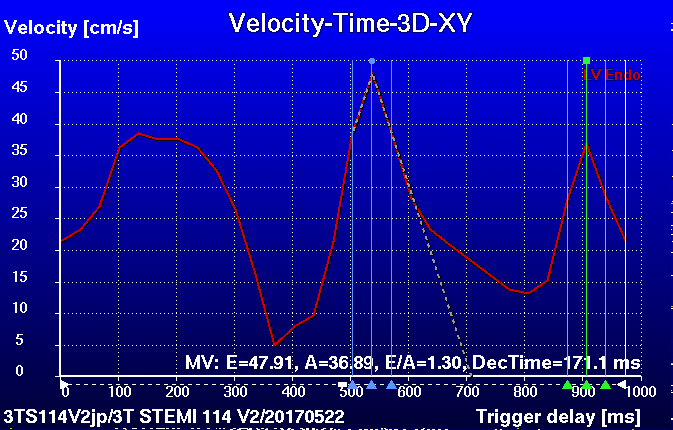 Velocity-Time-3D-XY
Velocity [cm/s]
LV Endo
50
45
40
35
30
25
20
15
10
5
0
MV: E=47.91, A=36.89, E/A=1.30, DecTime=171.1 ms
0 100 200 300 400 500 600 700 800 900 1000
3TS114V2jp/3T STEMI 114 V2/20170522
Trigger delay [ms]